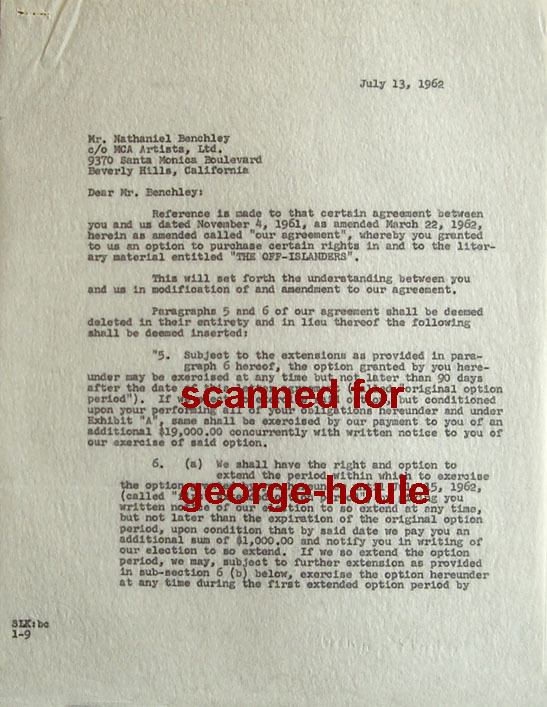 July 13, 1962
Mr. Nathaniel Benchley
c/o MCA Artists, Ltd.
9370 Santa Monica Boulevard
Beverly Hills, California
Dear Mr. Benchley:
Reference is made to that certain agreement between
you and us dated November 4, 1961, as amended March 22, 1962,
herein as amended called "our agreement", whereby you granted
to us an option to purchase certain rights in and to the liter-
ary material entitled "THE OFF-ISLANDERS".
This will set forth the understanding between you
and us in modification of and amendment to our agreement.
Paragraphs 5 and 6 of our agreement shall be deemed
deleted in their entirety and in lieu thereof the following
shall be deemed inserted:
"5. Subject to the extensions as provided in para-
graph 6 hereof, the option granted by you here-
under may be exercised at any time but not later than 90 days
after the date of original option
scanned for
period"). If but conditioned
upon your performing all of your obligations hereunder and under
Exhibit "A", same shall be exercised by our payment to you of an
additional $19,000.00 concurrently with written notice to you of
our exercise of said option.
6. (a) We shall have the right and option to
extend the period within which to exercise
the option 5, 1962,
george-houle
(called you
written notice of our election to so extend at any time,
but not later than the expiration of the original option
period, upon condition that by said date we pay you an
additional sum of $1,000.00 and notify you in writing of
our election to so extend. If we so extend the option
period, we may, subject to further extension as provided
in sub-section 6 (b) below, exercise the option hereunder
at any time during the first extended option period by
SLK:bc
1-9